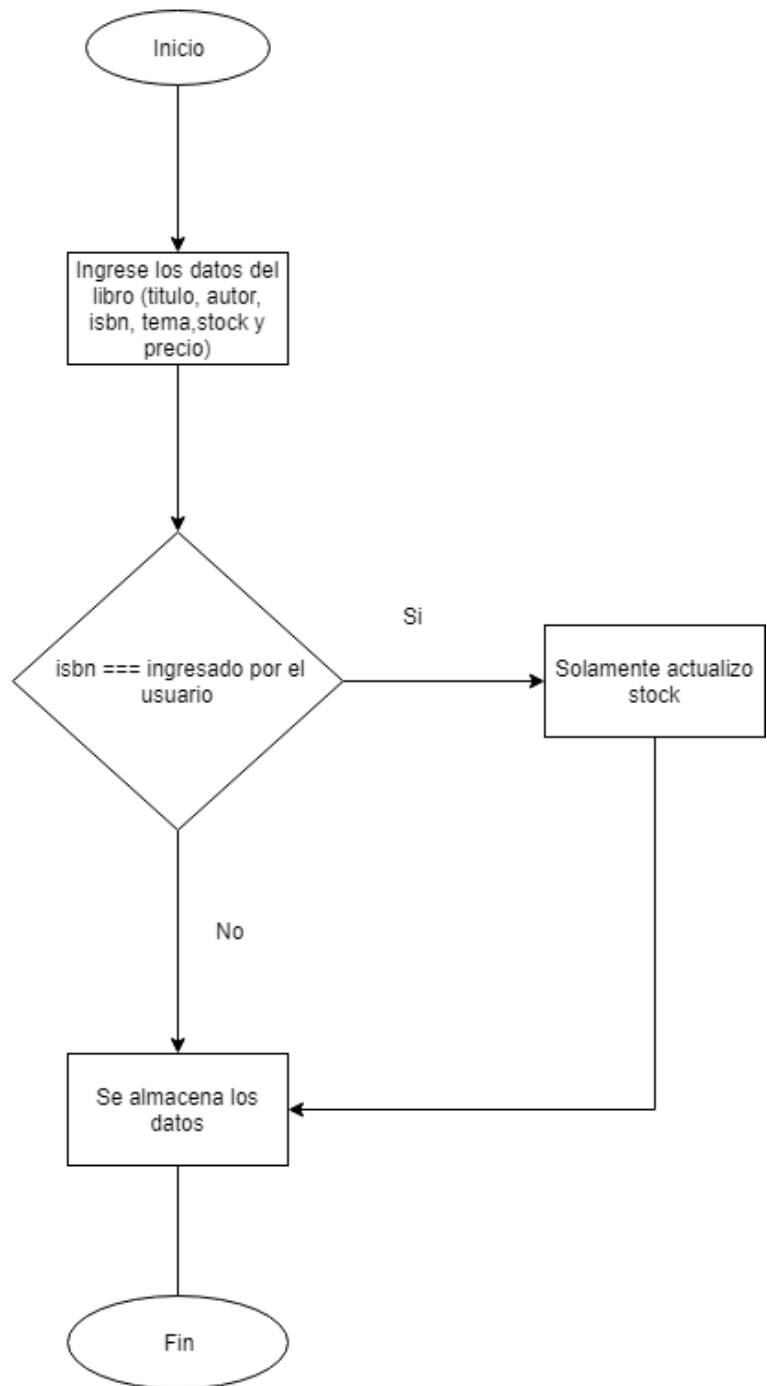 Inicio
Ingrese los datos del
libro (titulo, autor,
isbn, tema,stock y
precio)
Si
isbn === ingresado por el
usuario
Solamente actualizo
stock
No
Se almacena los
datos
Fin